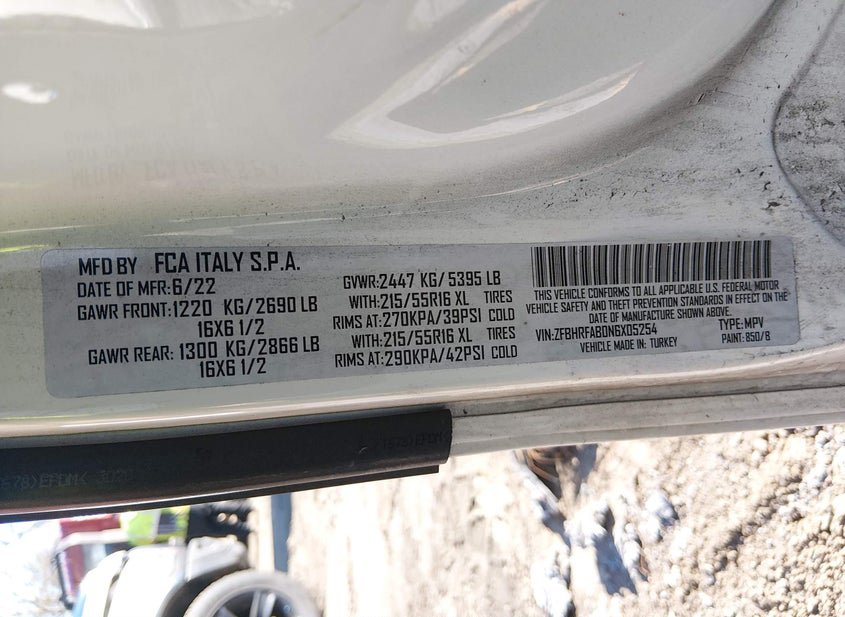 MFD BY FCA ITALY S.P.A.
DATE OF MFR:6/22
GAWR FRONT:1220 KG/2690 LB
16X6 1/2
GAWR REAR: 1300 KG/2866 LB
16X6 1/2
GVWR:2447 KG/ 5395 LB
WITH:215/55R16 XL TIRES
RIMS AT:270KPA/39PSI COLD
WITH:215/55R16 XL TIRES
RIMS AT:290KPA/42PSI COLD
THIS VEHICLE CONFORMS TO ALL APPLICABLE U.S. FEDERAL MOTOR
VEHICLE SAFETY AND THEFT PREVENTION STANDARDS IN EFFECT ON THE
DATE OF MANUFACTURE SHOWN ABOVE.
VIN:ZFBHRFABON6X05254 TYPE: MPV
VEHICLE MADE IN: TURKEY PAINT: 850/B
)EPDM<